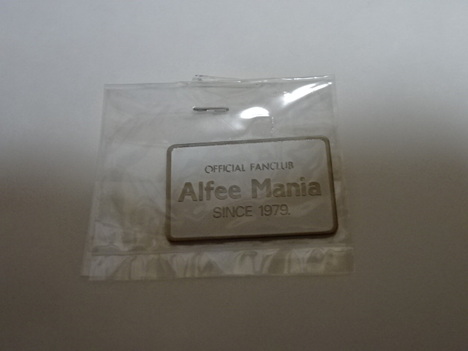 OFFICIAL FANCLUB
Alfee Mania
SINCE 1979.